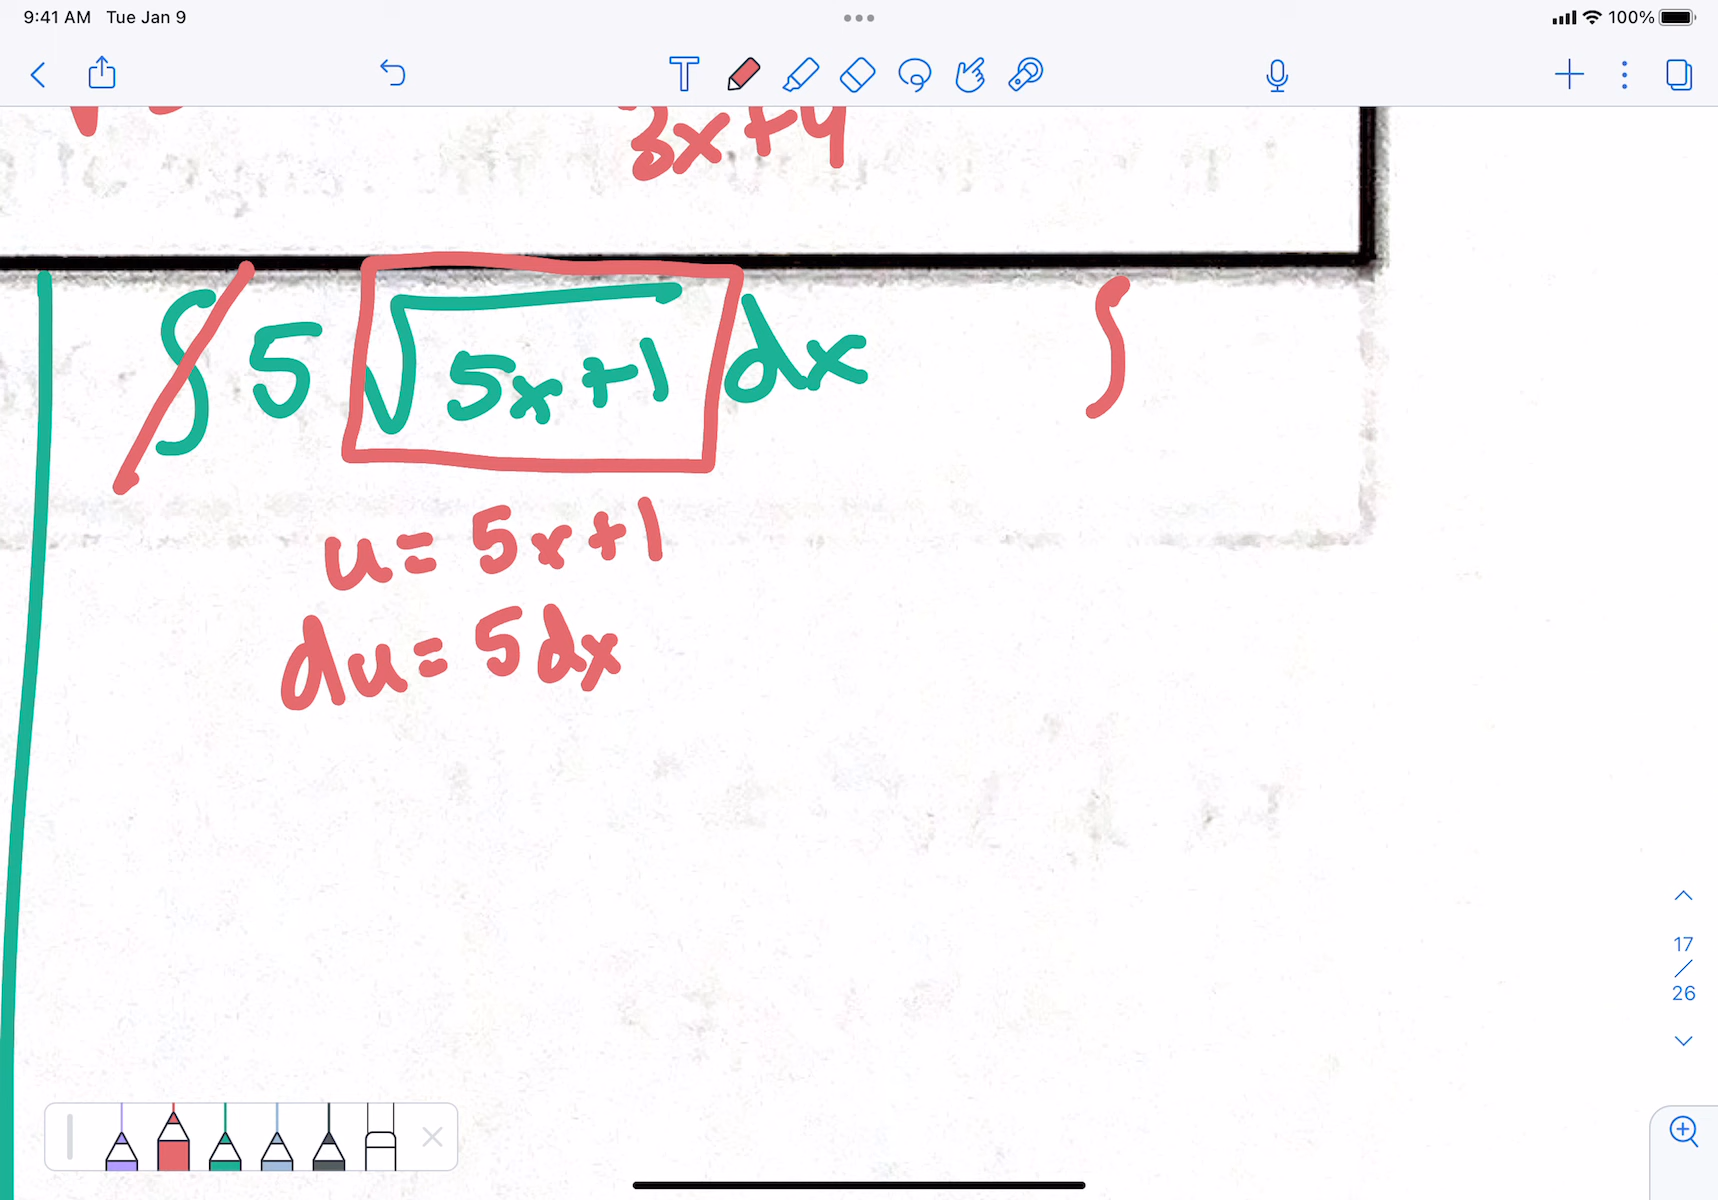 9:41 AM Tue Jan 9
100%
3x+4
∫ 5 √5x+1 dx
∫
u= 5x+1
du= 5dx
17
/
26